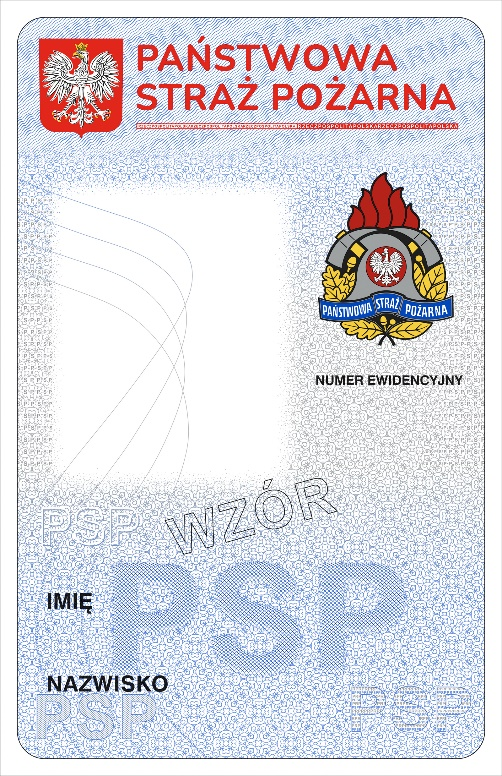 PAŃSTWOWA
STRAŻ POŻARNA
PAŃSTWOWA STRAŻ POŻARNA
NUMER EWIDENCYJNY
WZÓR
PSP
PSP
IMIĘ
NAZWISKO
PSP
PSP